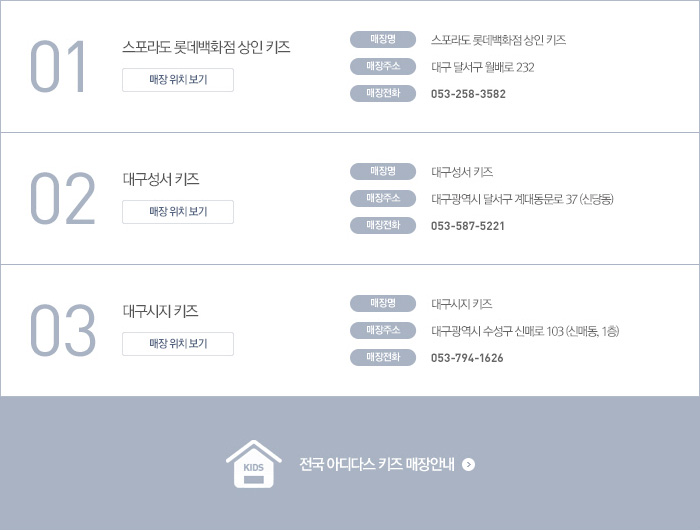 01
스포라도 롯데백화점 상인 키즈
매장 위치 보기
매장명 스포라도 롯데백화점 상인 키즈
매장주소 대구 달서구 월배로 232
매장전화 053-258-3582
02
대구성서 키즈
매장 위치 보기
매장명 대구성서 키즈
매장주소 대구광역시 달서구 계대동문로 37 (신당동)
매장전화 053-587-5221
03
대구시지 키즈
매장 위치 보기
매장명 대구시지 키즈
매장주소 대구광역시 수성구 신매로 103 (신매동, 1층)
매장전화 053-794-1626
KIDS
전국 아디다스 키즈 매장안내